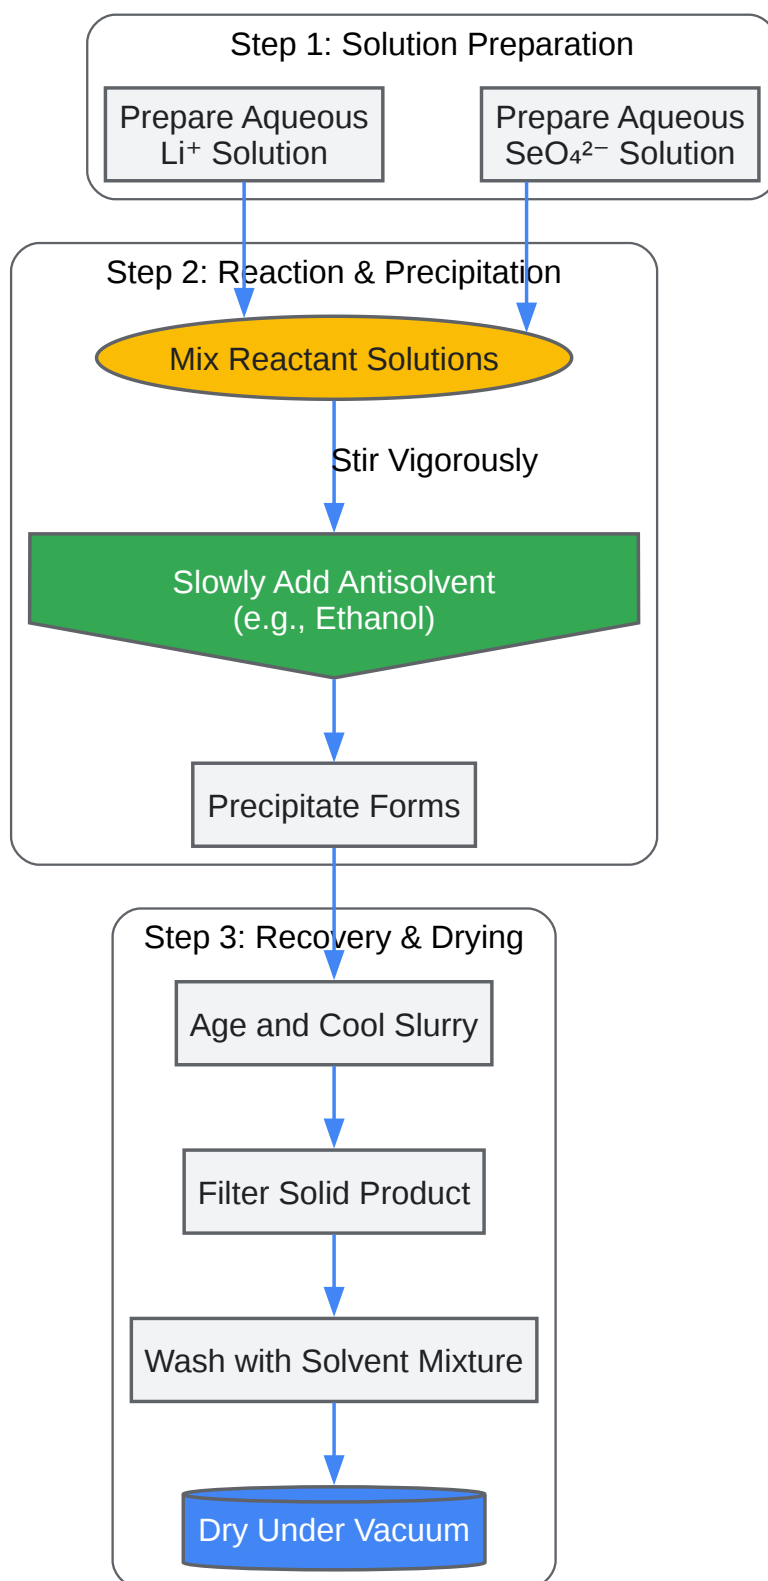 Step 1: Solution Preparation
Prepare Aqueous
Li⁺ Solution
Prepare Aqueous
SeO₄²⁻ Solution
Step 2: Reaction & Precipitation
Mix Reactant Solutions
Stir Vigorously
Slowly Add Antisolvent
(e.g., Ethanol)
Precipitate Forms
Step 3: Recovery & Drying
Age and Cool Slurry
Filter Solid Product
Wash with Solvent Mixture
Dry Under Vacuum